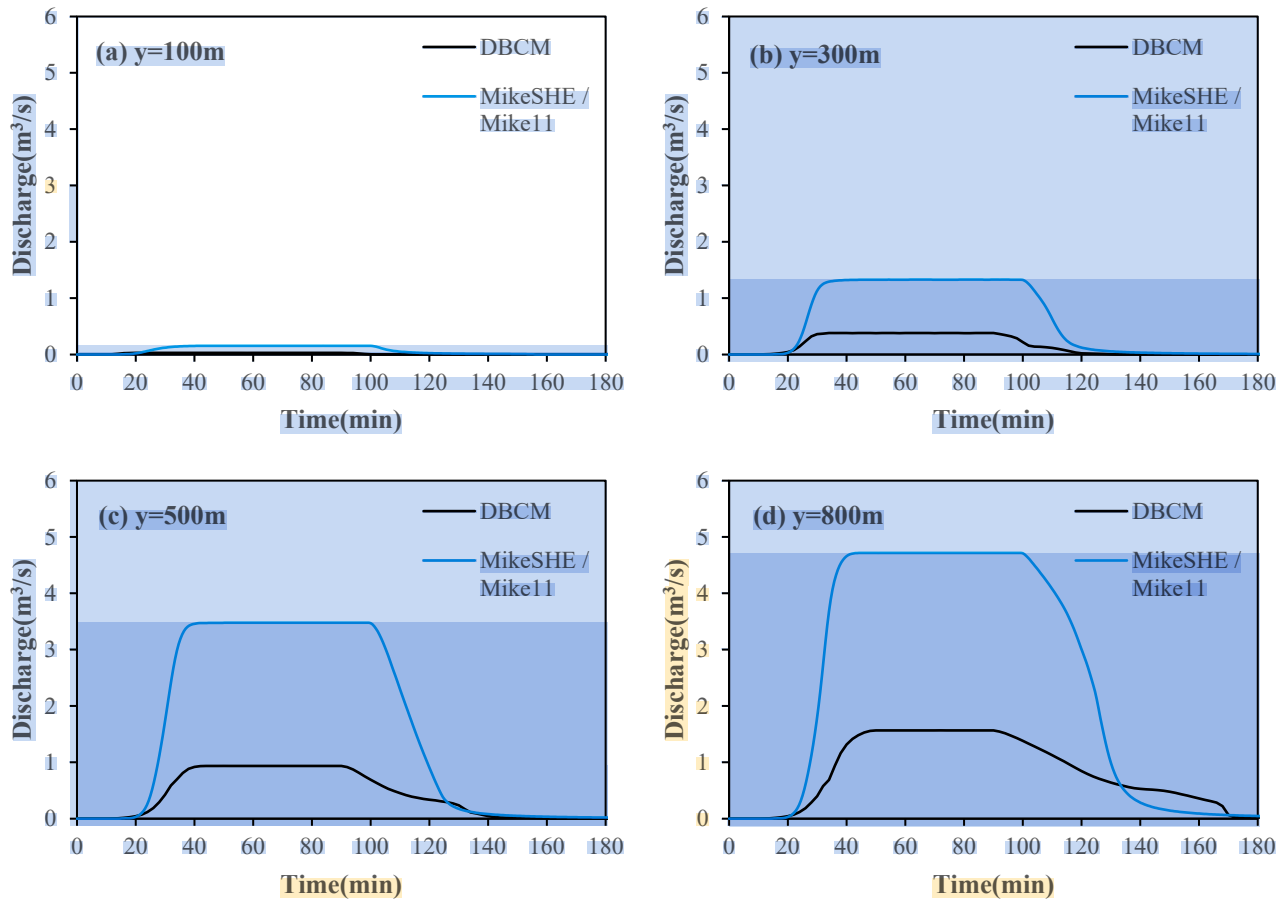 (a) y=100m
DBCM
MikeSHE /
Mike11
Discharge(m³/s)
6
5
4
3
2
1
0
0 20 40 60 80 100 120 140 160 180
Time(min)
(b) y=300m
DBCM
MikeSHE /
Mike11
Discharge(m³/s)
6
5
4
3
2
1
0
0 20 40 60 80 100 120 140 160 180
Time(min)
(c) y=500m
DBCM
MikeSHE /
Mike11
Discharge(m³/s)
6
5
4
3
2
1
0
0 20 40 60 80 100 120 140 160 180
Time(min)
(d) y=800m
DBCM
MikeSHE /
Mike11
Discharge(m³/s)
6
5
4
3
2
1
0
0 20 40 60 80 100 120 140 160 180
Time(min)